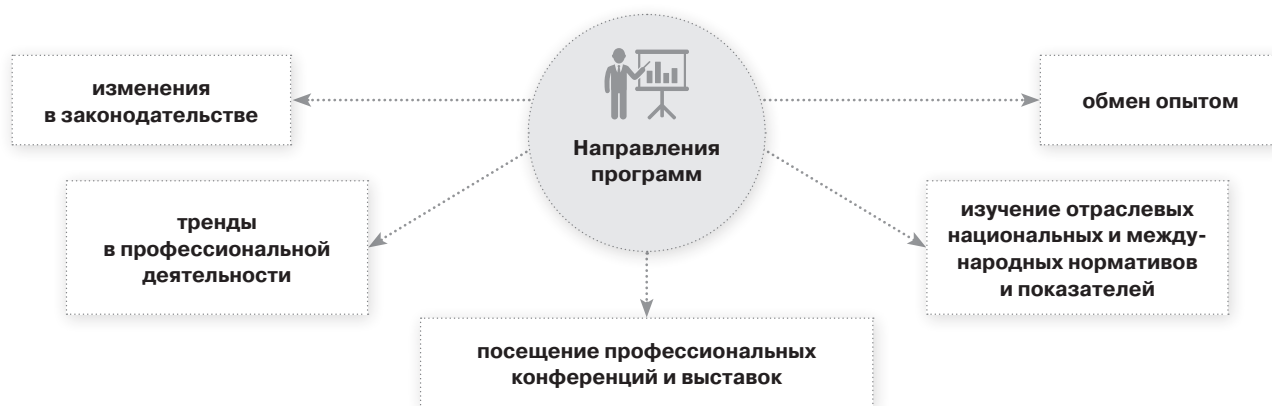 Направления
программ
изменения
в законодательстве
тренды
в профессиональной
деятельности
посещение профессиональных
конференций и выставок
изучение отраслевых
национальных и между-
народных нормативов
и показателей
обмен опытом